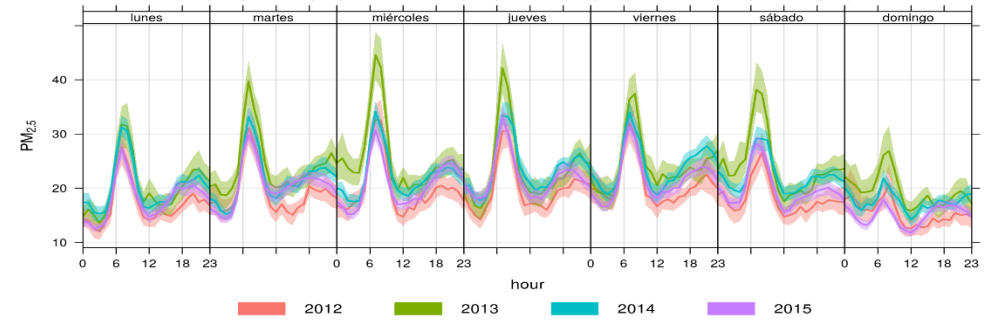 lunes martes miércoles jueves viernes sábado domingo
PM2.5
40
30
20
10
0 6 12 18 23 0 6 12 18 23 0 6 12 18 23 0 6 12 18 23
hour
2012 2013 2014 2015